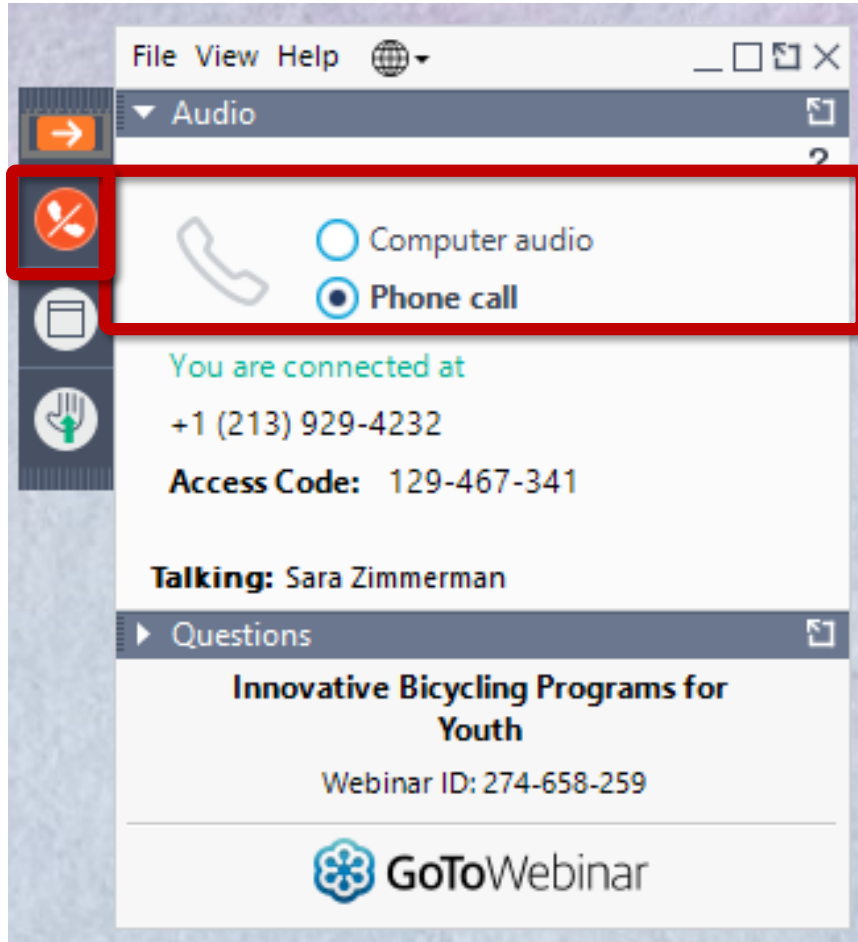 File View Help
Audio
?
Computer audio
Phone call
You are connected at
+1 (213) 929-4232
Access Code: 129-467-341
Talking: Sara Zimmerman
Questions
Innovative Bicycling Programs for
Youth
Webinar ID: 274-658-259
GoToWebinar